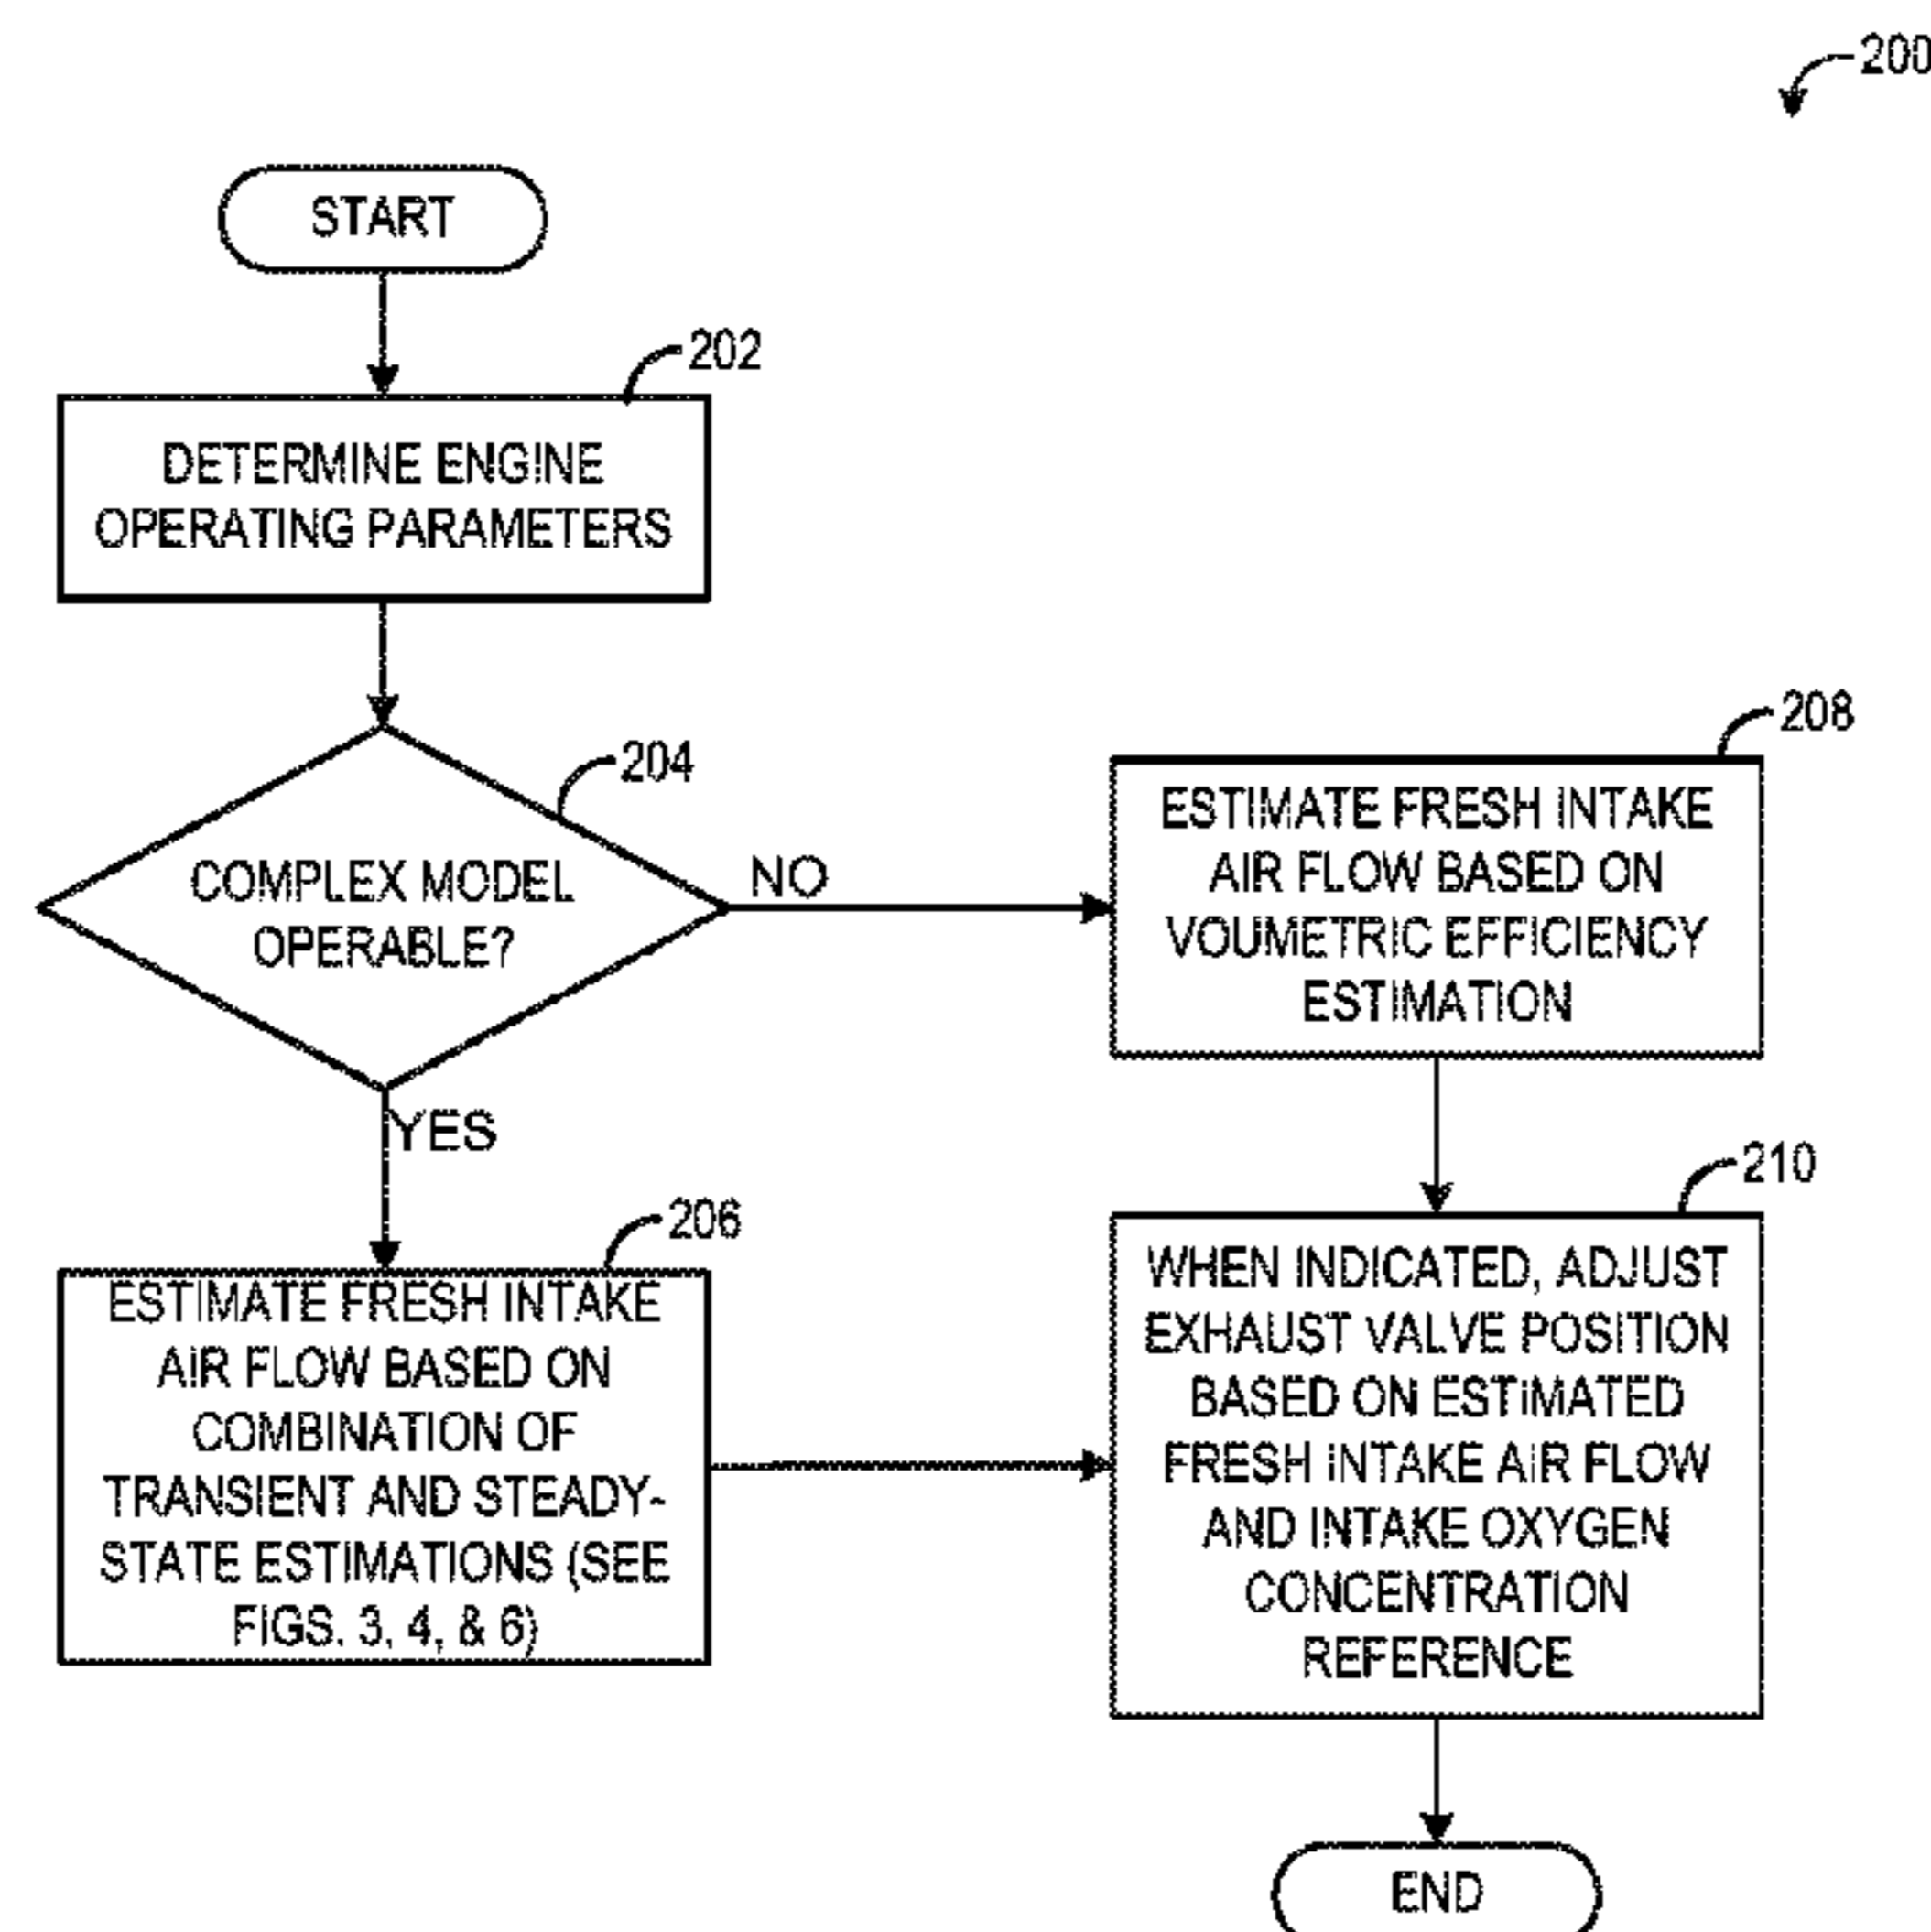 200
START
202
DETERMINE ENGINE
OPERATING PARAMETERS
204
COMPLEX MODEL
OPERABLE?
NO
YES
208
ESTIMATE FRESH INTAKE
AIR FLOW BASED ON
VOUMETRIC EFFICIENCY
ESTIMATION
206
ESTIMATE FRESH INTAKE
AIR FLOW BASED ON
COMBINATION OF
TRANSIENT AND STEADY-
STATE ESTIMATIONS (SEE
FIGS. 3, 4, & 6)
210
WHEN INDICATED, ADJUST
EXHAUST VALVE POSITION
BASED ON ESTIMATED
FRESH INTAKE AIR FLOW
AND INTAKE OXYGEN
CONCENTRATION
REFERENCE
END